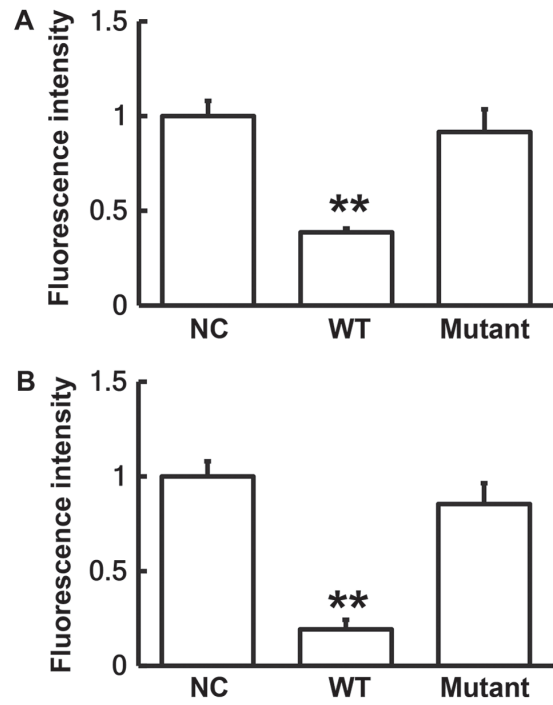 A
Fluorescence intensity
1.5
1
0.5
0
**
NC WT Mutant
B
Fluorescence intensity
1.5
1
0.5
0
**
NC WT Mutant